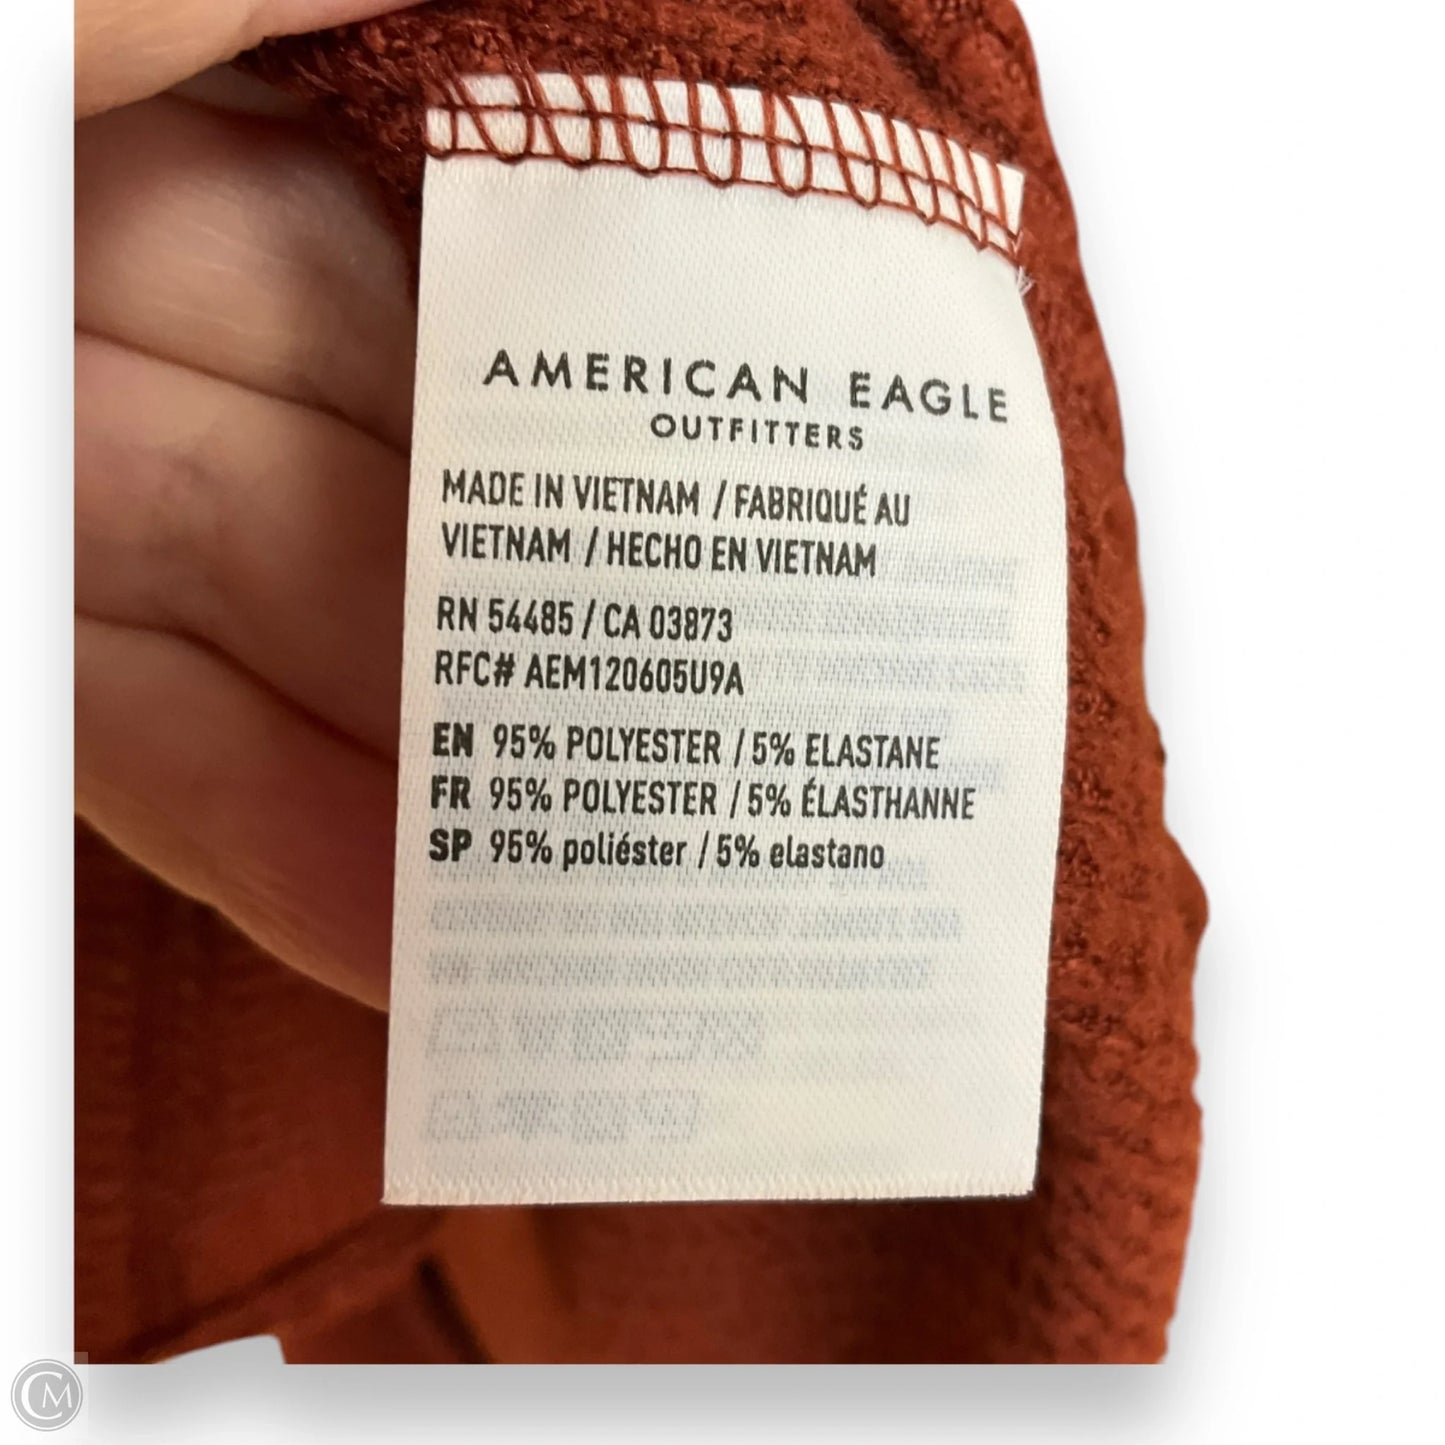 AMERICAN EAGLE
OUTFITTERS
MADE IN VIETNAM / FABRIQUÉ AU
VIETNAM / HECHO EN VIETNAM
RN 54485 / CA 03873
RFC# AEM120605U9A
EN 95% POLYESTER / 5% ELASTANE
FR 95% POLYESTER / 5% ÉLASTHANNE
SP 95% poliéster / 5% elastano
CM